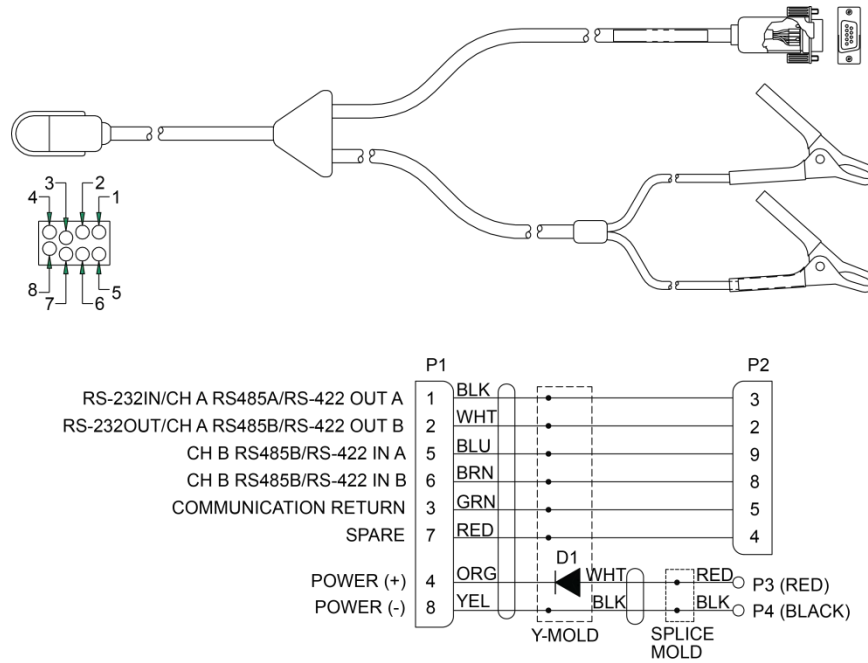 3 2
4 1
8 5
7 6
P1 P2
RS-232IN/CH A RS485A/RS-422 OUT A 1 BLK 3
RS-232OUT/CH A RS485B/RS-422 OUT B 2 WHT 2
CH B RS485B/RS-422 IN A 5 BLU 9
CH B RS485B/RS-422 IN B 6 BRN 8
COMMUNICATION RETURN 3 GRN 5
SPARE 7 RED 4
D1
POWER (+) 4 ORG WHT RED P3 (RED)
POWER (-) 8 YEL BLK BLK P4 (BLACK)
Y-MOLD SPLICE
MOLD